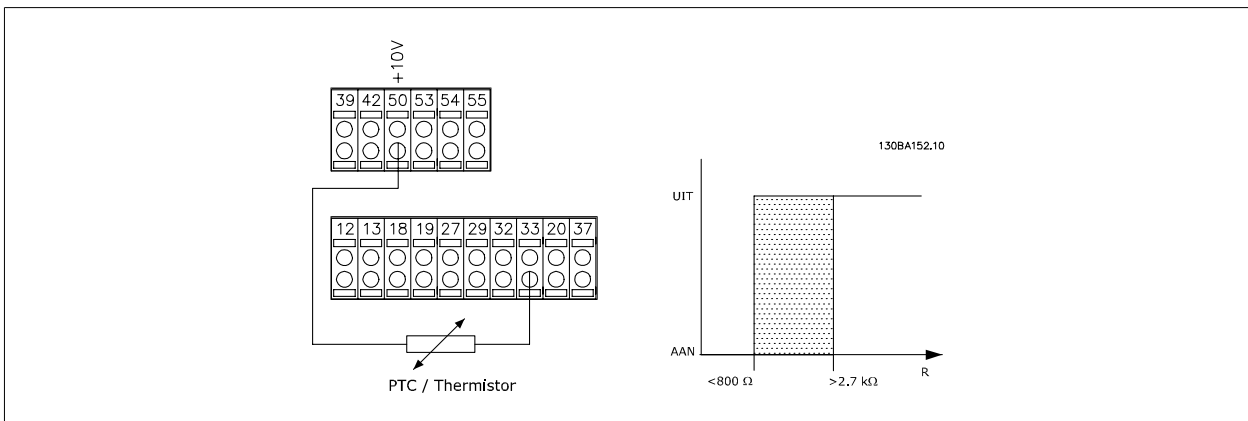 +10V
39 42 50 53 54 55
12 13 18 19 27 29 32 33 20 37
PTC / Thermistor
130BA152.10
UIT
AAN
R
<800 Ω >2.7 kΩ